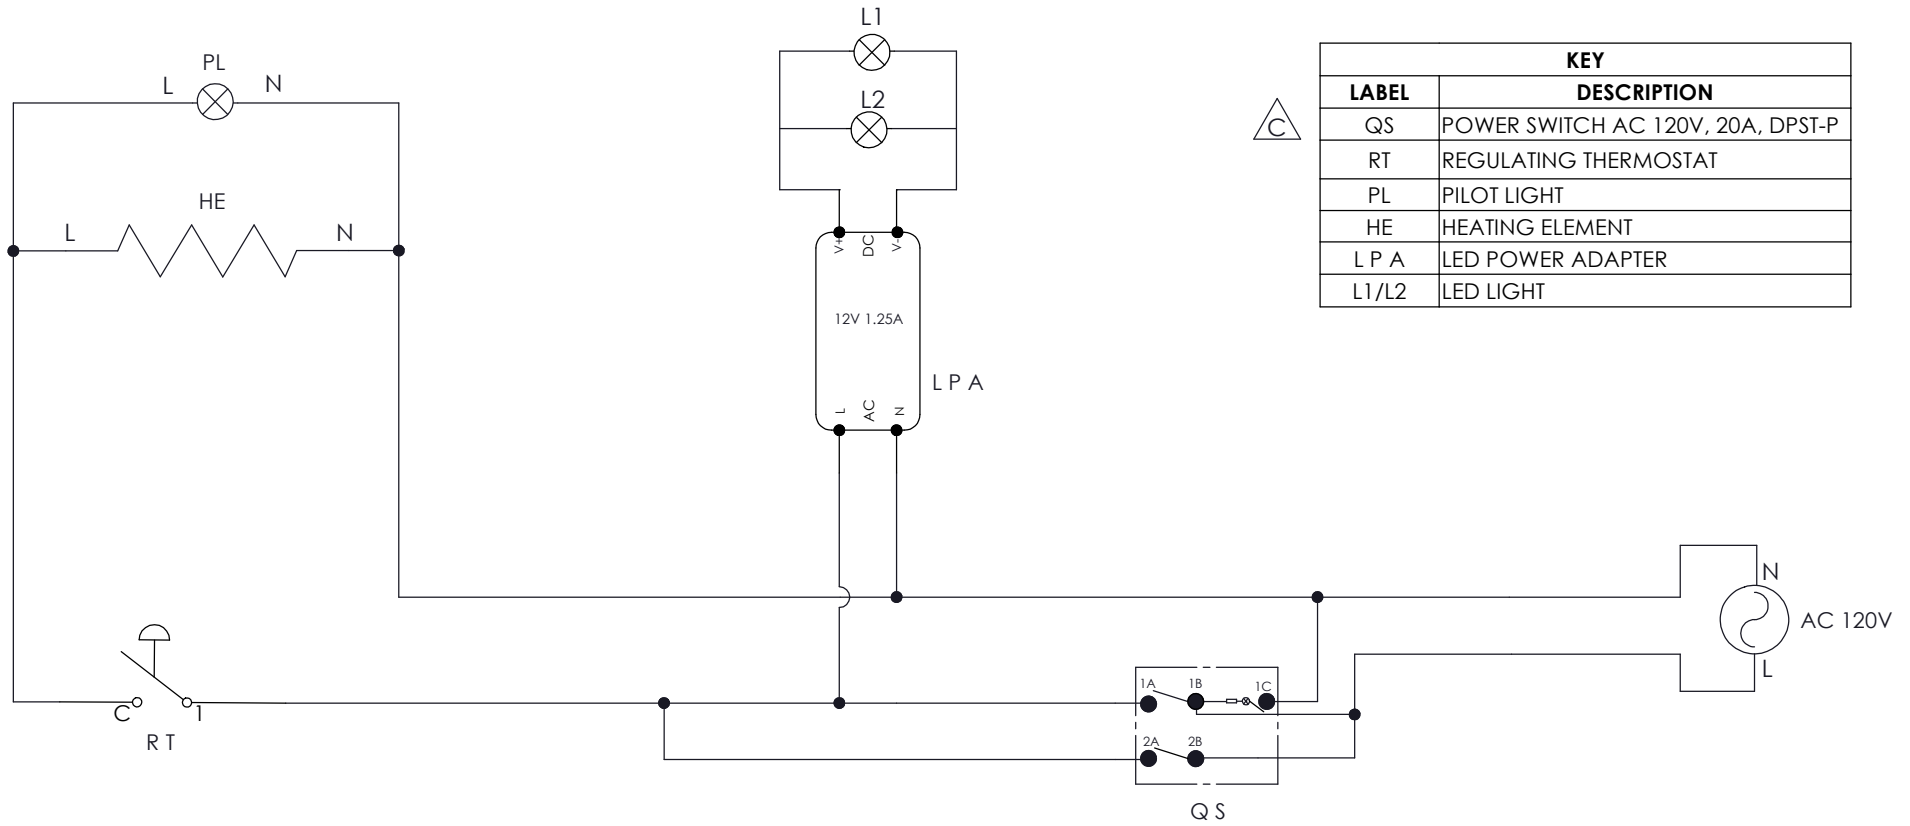 L1
L2
PL
L
N
HE
L
N
KEY
LABEL DESCRIPTION
QS POWER SWITCH AC 120V, 20A, DPST-P
RT REGULATING THERMOSTAT
PL PILOT LIGHT
HE HEATING ELEMENT
L P A LED POWER ADAPTER
L1/L2 LED LIGHT
C
V+ DC V-
12V 1.25A
L P A
L AC N
N
AC 120V
L
1A 1B 1C
2A 2B
Q S
C 1
R T